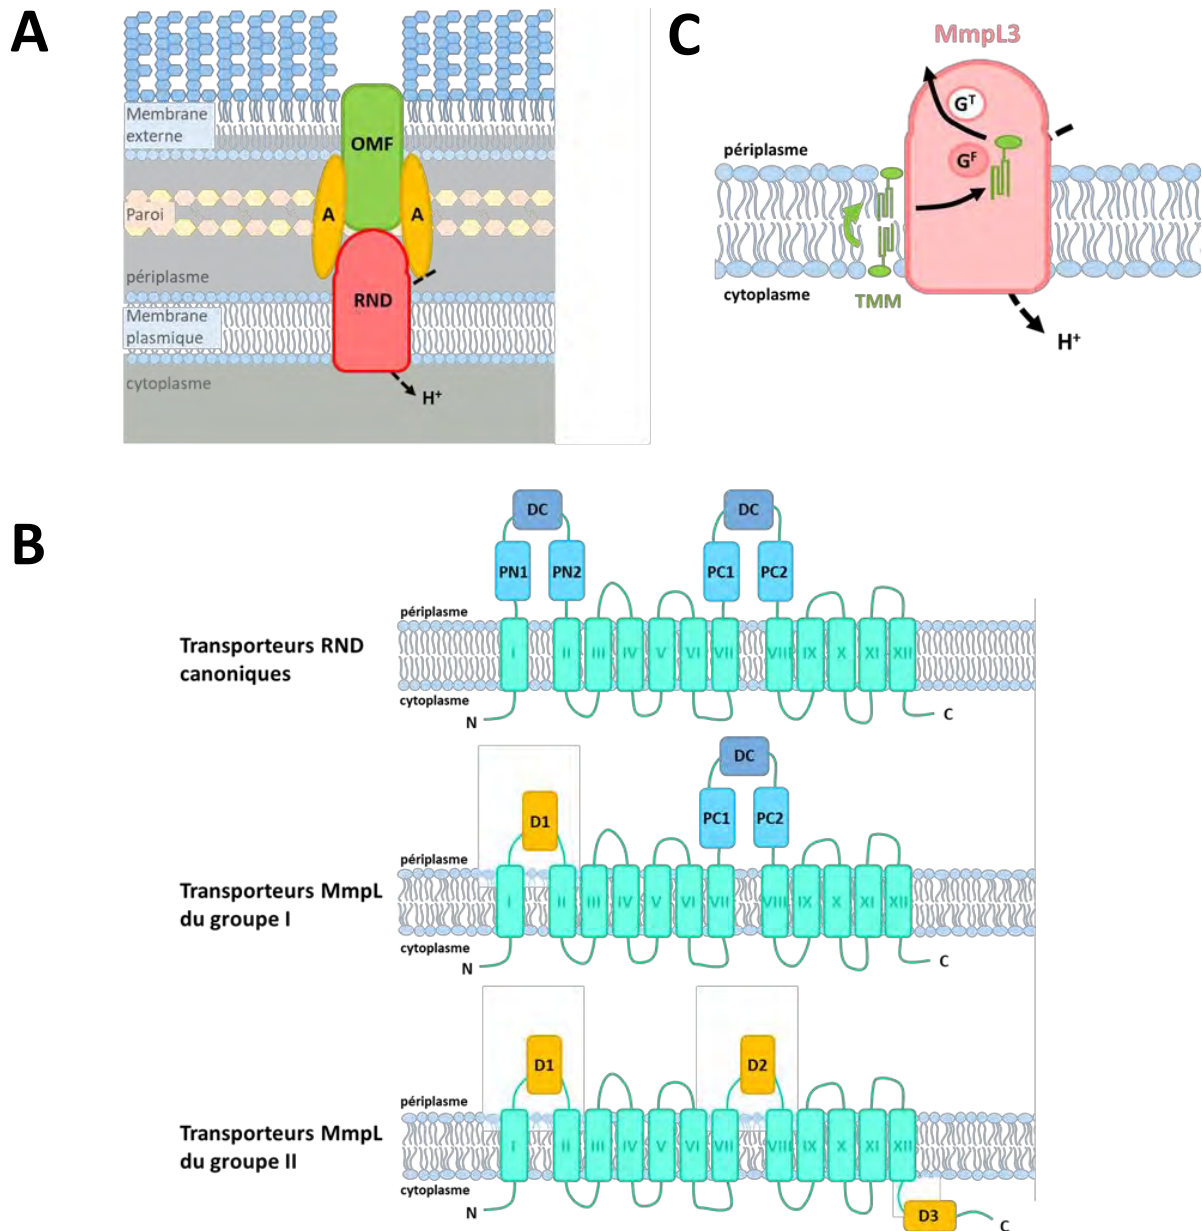 A
Membrane
externe
OMF
A
A
Paroi
périplasme
RND
Membrane
plasmique
cytoplasme
H⁺
C
MmpL3
Gᵀ
périplasme
Gᶠ
cytoplasme
TMM
H⁺
B
DC
DC
PN1
PN2
PC1
PC2
périplasme
Transporteurs RND
canoniques
I
II
III
IV
V
VI
VII
VIII
IX
X
XI
XII
cytoplasme
N
C
DC
D1
PC1
PC2
périplasme
Transporteurs MmpL
du groupe I
I
II
III
IV
V
VI
VII
VIII
IX
X
XI
XII
cytoplasme
N
C
D1
D2
périplasme
Transporteurs MmpL
du groupe II
I
II
III
IV
V
VI
VII
VIII
IX
X
XI
XII
cytoplasme
N
D3
C